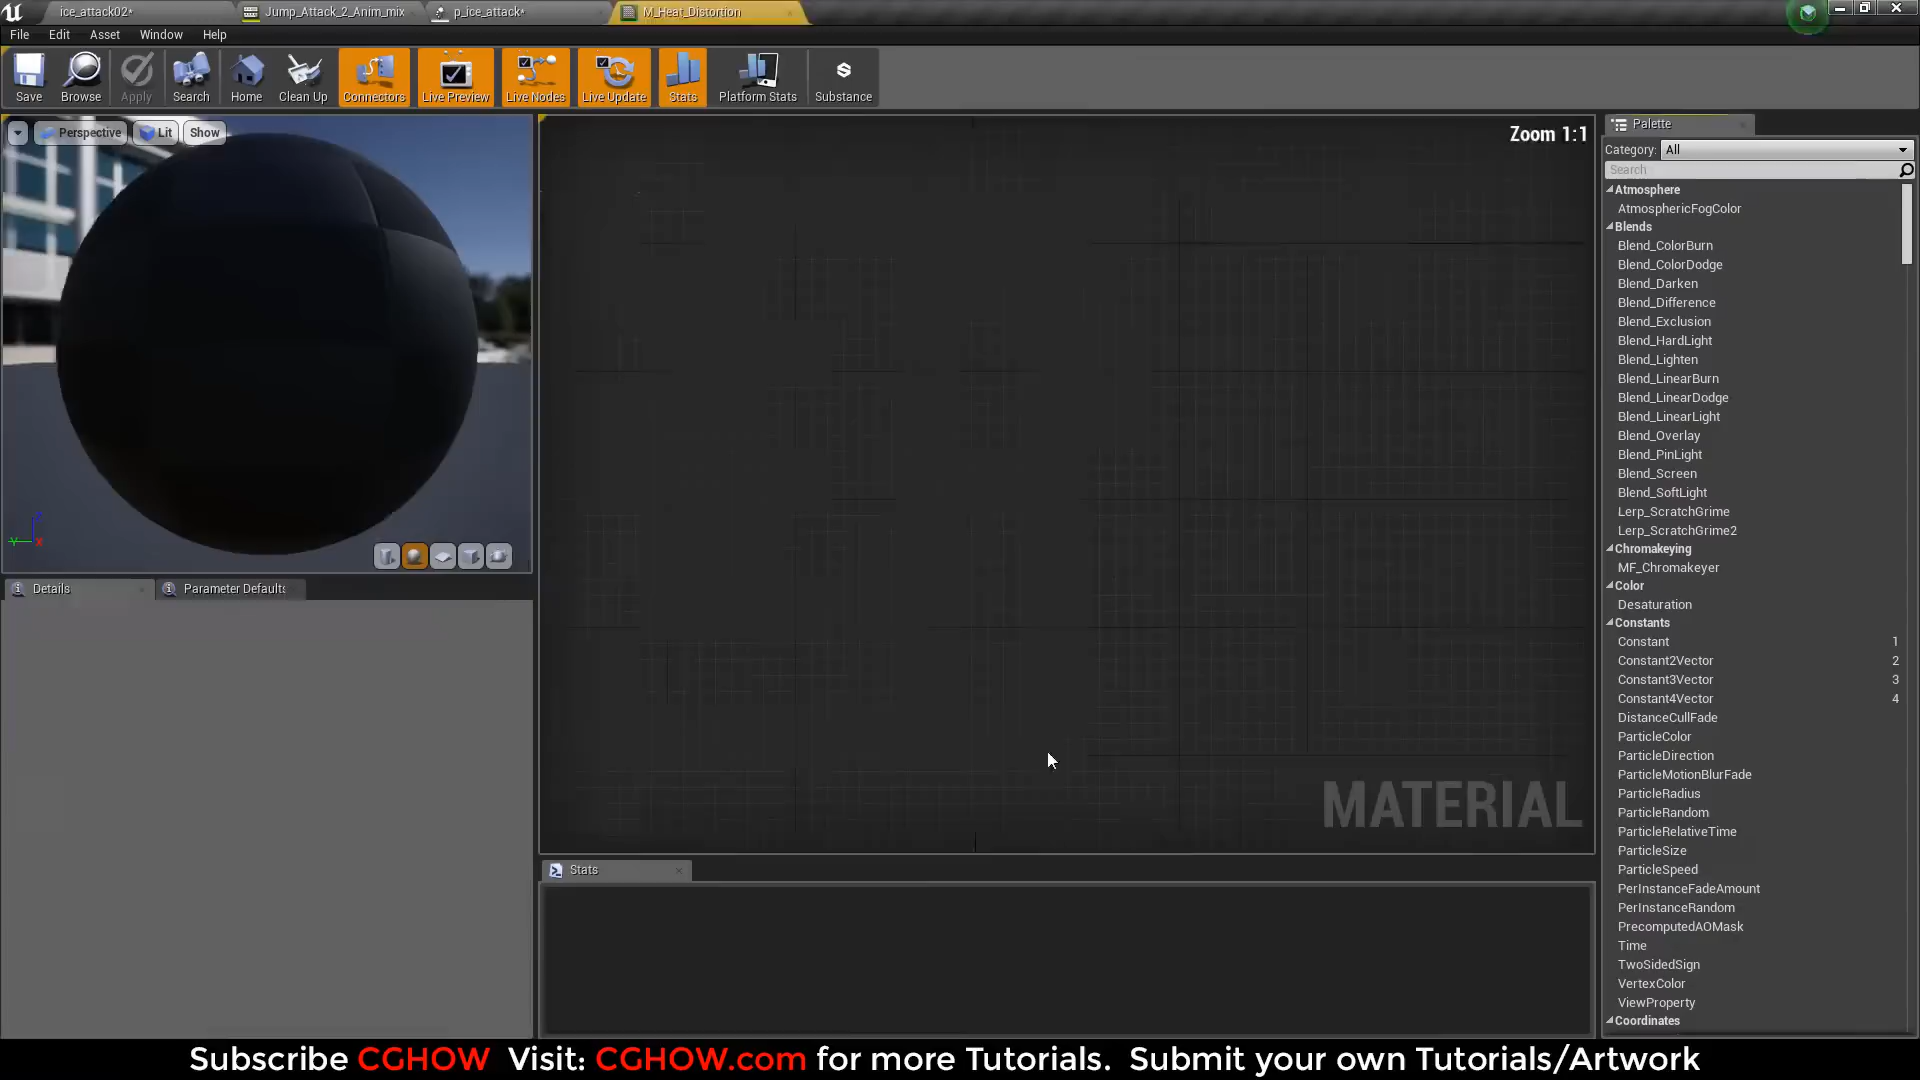 ice_attack02*
Jump_Attack_2_Anim_mix
p_ice_attack*
M_Heat_Distortion
File Edit Asset Window Help
Save
Browse
Apply
Search
Home
Clean Up
Connectors
Live Preview
Live Nodes
Live Update
Stats
Platform Stats
Substance
Perspective
Lit
Show
Zoom 1:1
MATERIAL
Details
Parameter Defaults
Stats
Palette
Category: All
Search
Atmosphere
AtmosphericFogColor
Blends
Blend_ColorBurn
Blend_ColorDodge
Blend_Darken
Blend_Difference
Blend_Exclusion
Blend_HardLight
Blend_Lighten
Blend_LinearBurn
Blend_LinearDodge
Blend_LinearLight
Blend_Overlay
Blend_PinLight
Blend_Screen
Blend_SoftLight
Lerp_ScratchGrime
Lerp_ScratchGrime2
Chromakeying
MF_Chromakeyer
Color
Desaturation
Constants
Constant 1
Constant2Vector 2
Constant3Vector 3
Constant4Vector 4
DistanceCullFade
ParticleColor
ParticleDirection
ParticleMotionBlurFade
ParticleRadius
ParticleRandom
ParticleRelativeTime
ParticleSize
ParticleSpeed
PerInstanceFadeAmount
PerInstanceRandom
PrecomputedAOMask
Time
TwoSidedSign
VertexColor
ViewProperty
Coordinates
Subscribe CGHOW Visit: CGHOW.com for more Tutorials. Submit your own Tutorials/Artwork